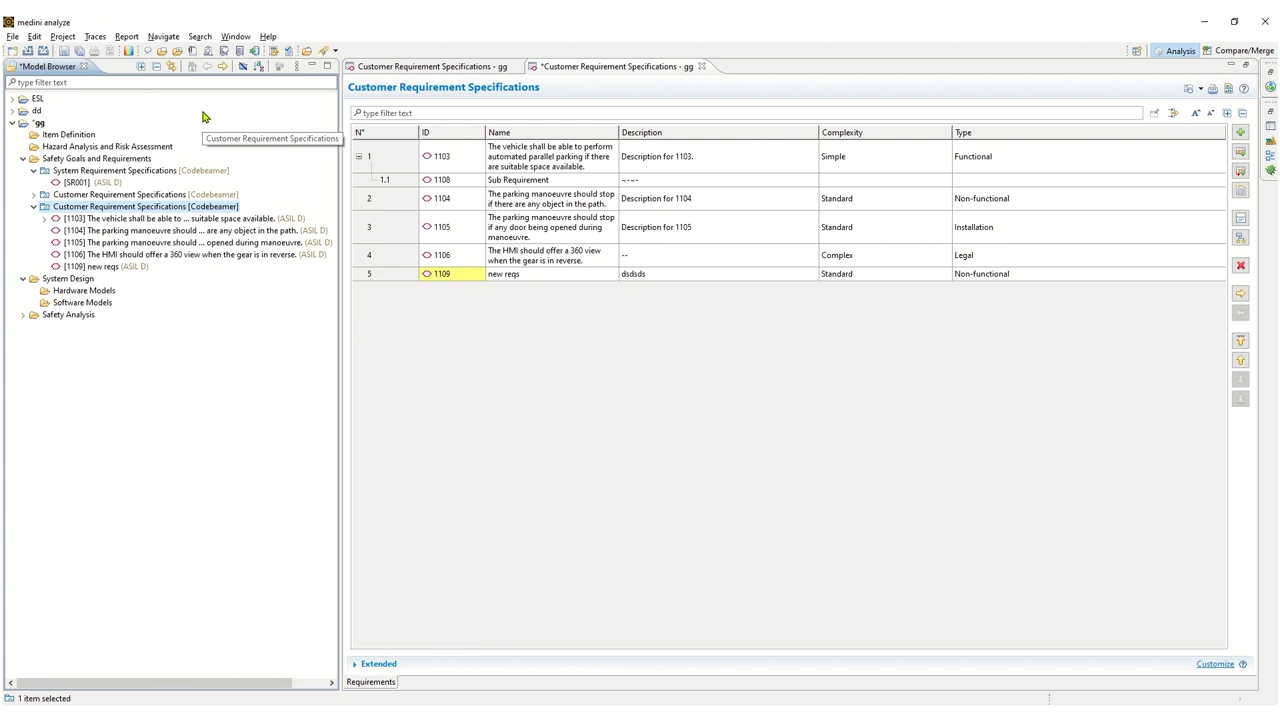 medini analyze
File Edit Project Traces Report Navigate Search Window Help
Analysis Compare/Merge
*Model Browser
type filter text
ESL
dd
*gg
Item Definition
Hazard Analysis and Risk Assessment
Safety Goals and Requirements
System Requirement Specifications [Codebeamer]
[SR001] (ASIL D)
Customer Requirement Specifications [Codebeamer]
Customer Requirement Specifications [Codebeamer]
[1103] The vehicle shall be able to ... suitable space available. (ASIL D)
[1104] The parking manoeuvre should ... are any object in the path. (ASIL D)
[1105] The parking manoeuvre should ... opened during manoeuvre. (ASIL D)
[1106] The HMI should offer a 360 view when the gear is in reverse. (ASIL D)
[1109] new reqs (ASIL D)
System Design
Hardware Models
Software Models
Safety Analysis
Customer Requirement Specifications
Customer Requirement Specifications - gg
*Customer Requirement Specifications - gg
Customer Requirement Specifications
type filter text
N° ID Name Description Complexity Type
1 1103 The vehicle shall be able to perform
automated parallel parking if there
are suitable space available. Description for 1103. Simple Functional
1.1 1108 Sub Requirement ~-~-
2 1104 The parking manoeuvre should stop
if there are any object in the path. Description for 1104 Standard Non-functional
3 1105 The parking manoeuvre should stop
if any door being opened during
manoeuvre. Description for 1105 Standard Installation
4 1106 The HMI should offer a 360 view
when the gear is in reverse. -- Complex Legal
5 1109 new reqs dsdsds Standard Non-functional
Extended
Customize
Requirements
1 item selected